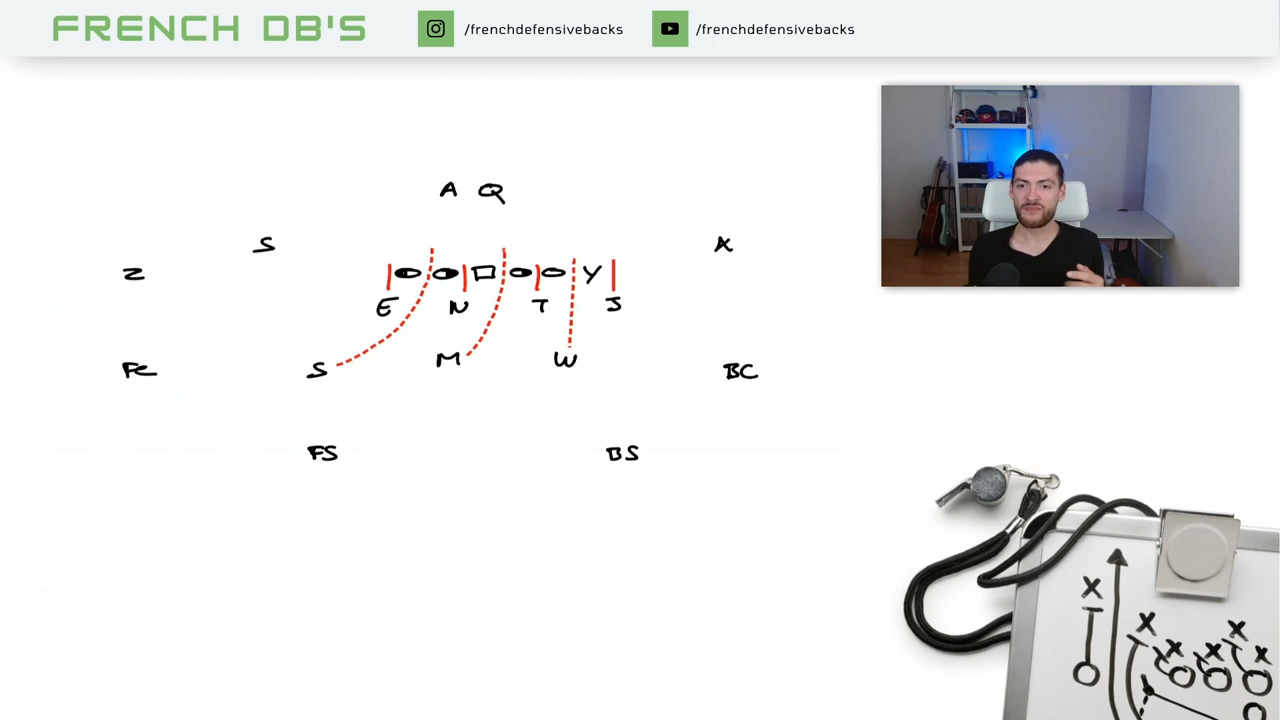 FRENCH DB'S
/frenchdefensivebacks
/frenchdefensivebacks
A Q
S
X
Z
Y
E N T J
FC S M W BC
FS BS
X
X
X X X X